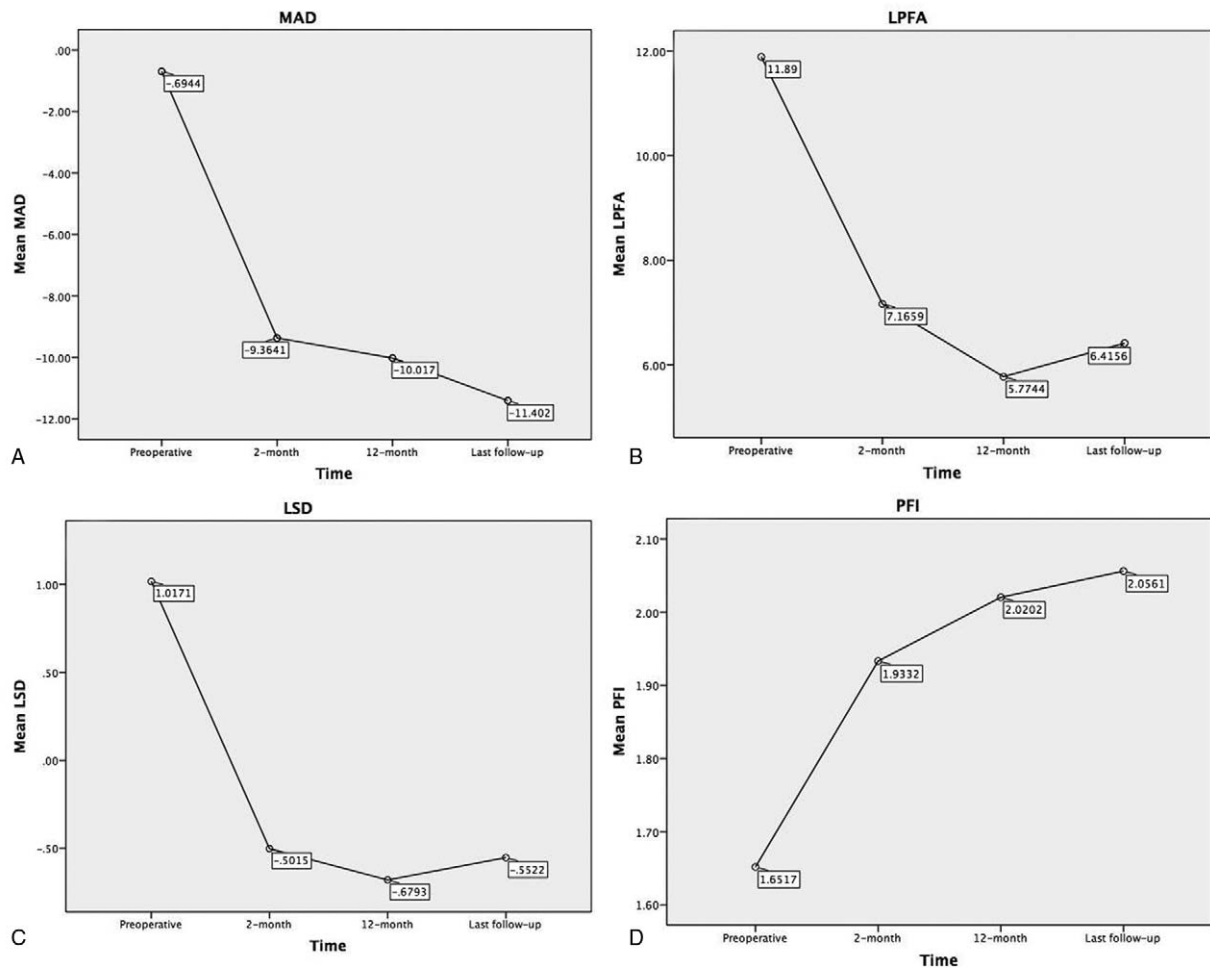 MAD
.00
-2.00
-4.00
-6.00
-8.00
-10.00
-12.00
Mean MAD
-.6944
-9.3641
-10.017
-11.402
Preoperative 2-month 12-month Last follow-up
Time
A
LPFA
12.00
10.00
8.00
6.00
Mean LPFA
11.89
7.1659
5.7744
6.4156
Preoperative 2-month 12-month Last follow-up
Time
B
LSD
1.00
.50
.00
-.50
Mean LSD
1.0171
-.5015
-.6793
-.5522
Preoperative 2-month 12-month Last follow-up
Time
C
PFI
2.10
2.00
1.90
1.80
1.70
1.60
Mean PFI
1.6517
1.9332
2.0202
2.0561
Preoperative 2-month 12-month Last follow-up
Time
D